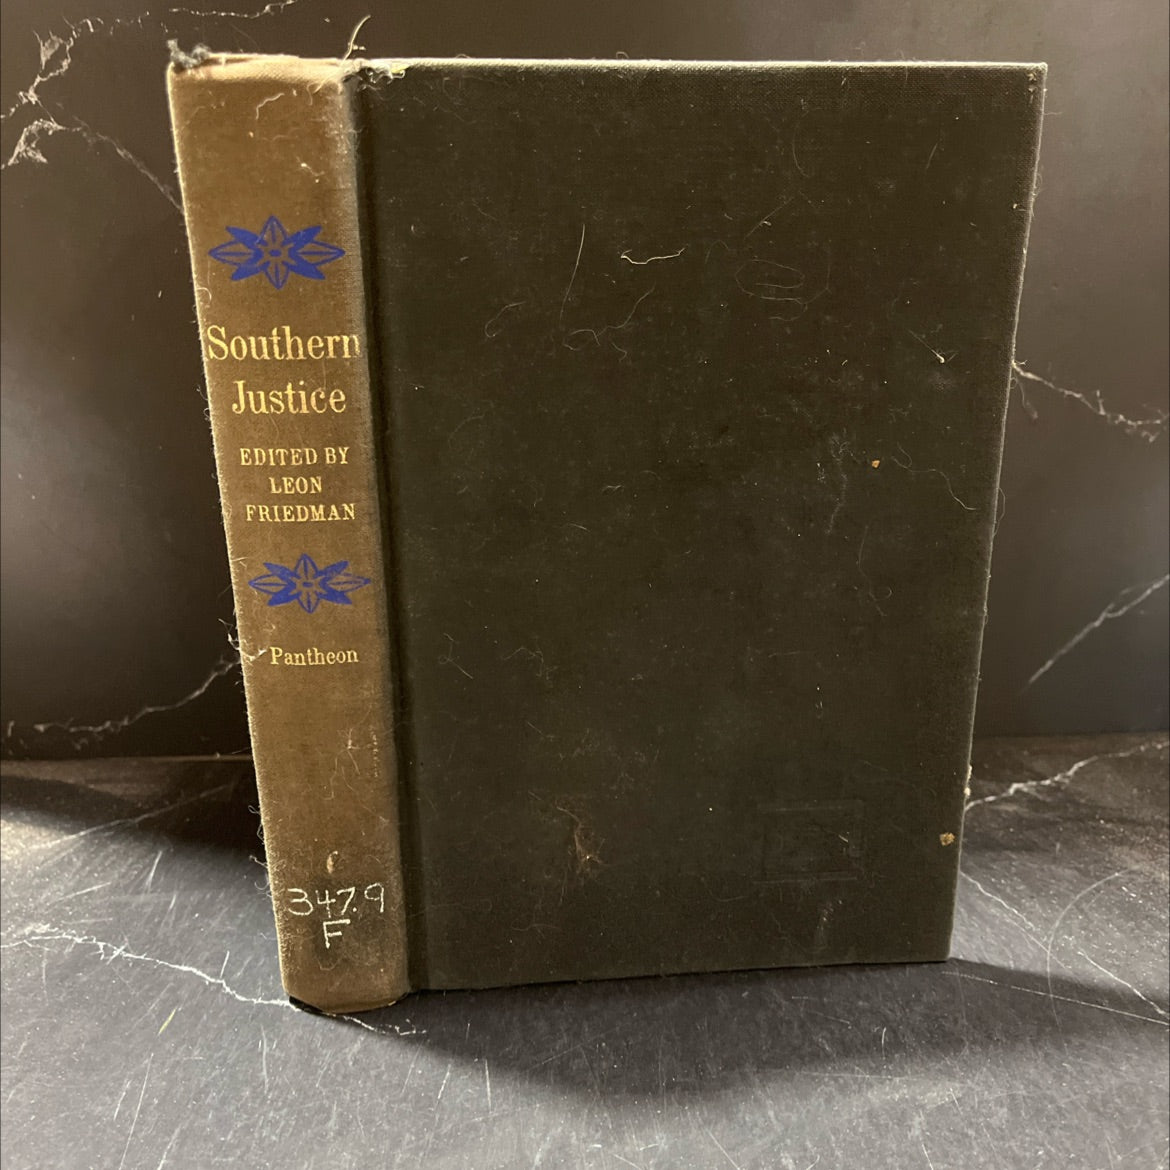 Southern
Justice
EDITED BY
LEON
FRIEDMAN
Pantheon
347.9
F